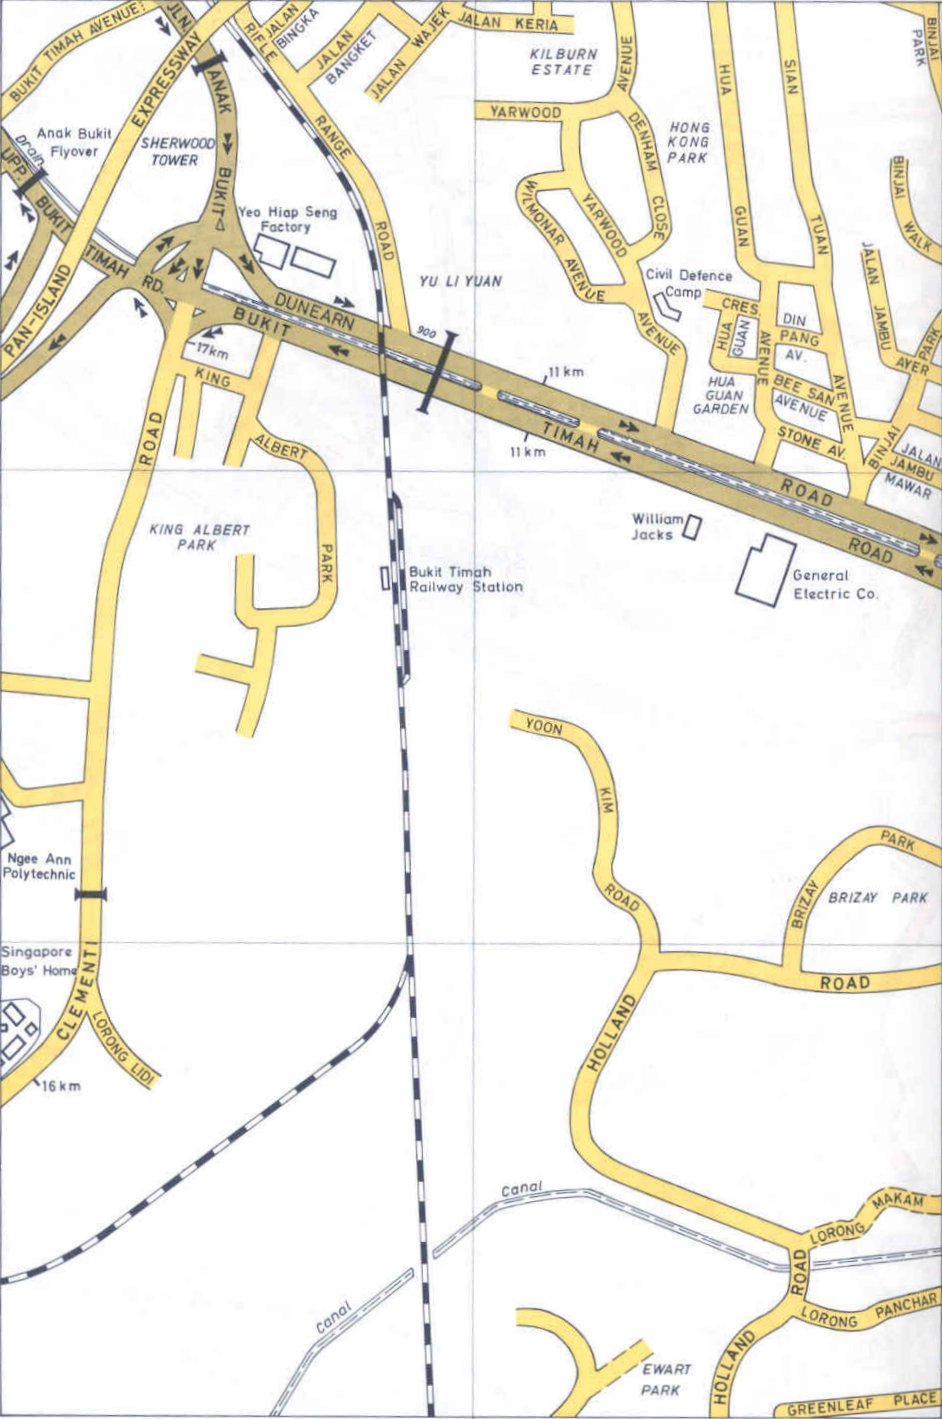 BUKIT TIMAH AVENUE
JLN
ANAK
BUKIT
EXPRESSWAY
PAN-ISLAND
RIFLE
RANGE
ROAD
JALAN
BINGKA
JALAN
BANGKET
JALAN
WAJEK
JALAN KERIA
KILBURN
ESTATE
AVENUE
HUA
GUAN
AVENUE
SIAN
TUAN
AVENUE
BINJAI
PARK
Anak Bukit
Flyover
Drain
UPP.
BUKIT
TIMAH
RD.
SHERWOOD
TOWER
Yeo Hiap Seng
Factory
YARWOOD
DENHAM
CLOSE
HONG
KONG
PARK
WILMONAR
AVENUE
YARWOOD
AVENUE
BINJAI
WALK
YU LI YUAN
Civil Defence
Camp
CRES.
HUA
GUAN
DIN
PANG
AV.
JALAN
JAMBU
AYER
PARK
BINJAI
DUNEARN
ROAD
BUKIT
TIMAH
ROAD
900
17km
KING
ALBERT
PARK
11 km
11 km
HUA
GUAN
GARDEN
BEE SAN
AVENUE
STONE AV.
JALAN
JAMBU
MAWAR
KING ALBERT
PARK
ROAD
CLEMENTI
Bukit Timah
Railway Station
William
Jacks
General
Electric Co.
YOON
KIM
ROAD
PARK
BRIZAY
BRIZAY PARK
Ngee Ann
Polytechnic
Singapore
Boys' Home
LORONG LIDI
16 km
HOLLAND
ROAD
Canal
Canal
LORONG
MAKAM
ROAD
HOLLAND
LORONG PANCHAR
EWART
PARK
GREENLEAF PLACE